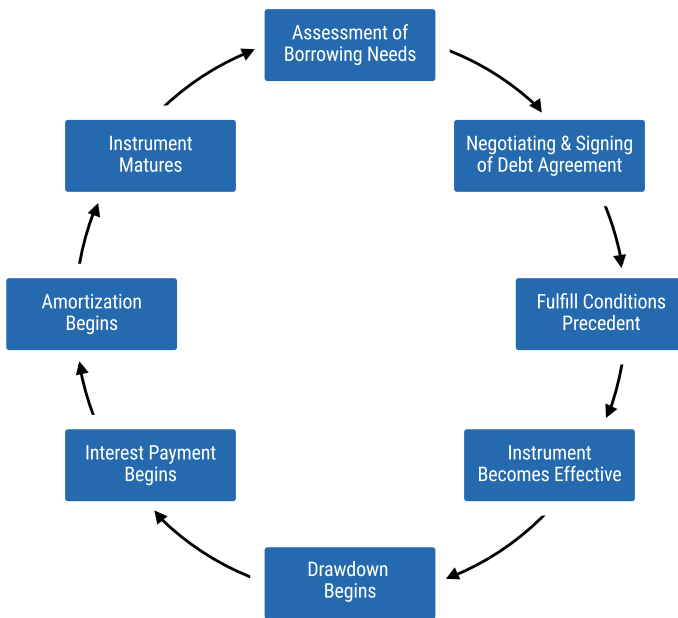 Assessment of
Borrowing Needs
Negotiating & Signing
of Debt Agreement
Fulfill Conditions
Precedent
Instrument
Becomes Effective
Drawdown
Begins
Interest Payment
Begins
Amortization
Begins
Instrument
Matures